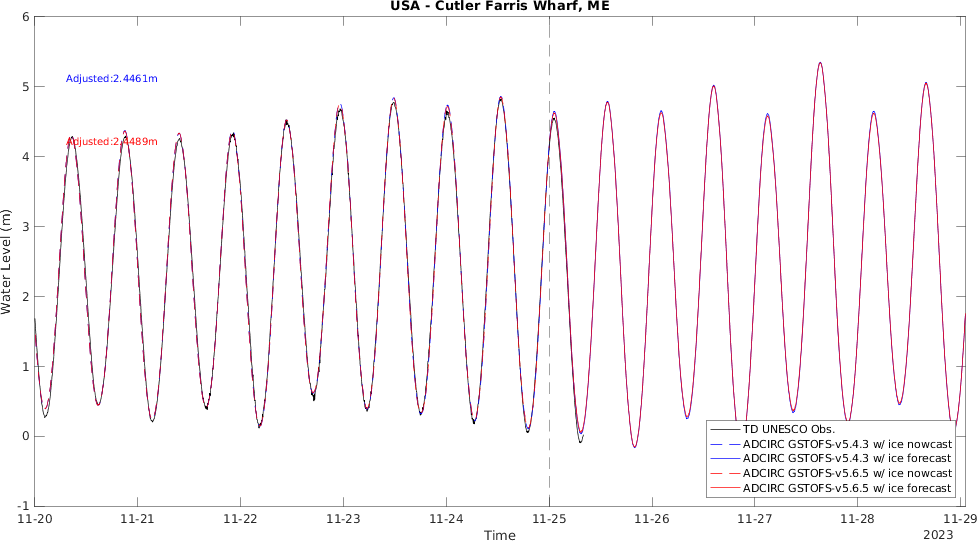 USA - Cutler Farris Wharf, ME
6
Adjusted:2.4461m
5
Adjusted:2.4489m
4
3
Water Level (m)
2
1
0
TD UNESCO Obs.
ADCIRC GSTOFS-v5.4.3 w/ ice nowcast
ADCIRC GSTOFS-v5.4.3 w/ ice forecast
ADCIRC GSTOFS-v5.6.5 w/ ice nowcast
ADCIRC GSTOFS-v5.6.5 w/ ice forecast
-1
11-20 11-21 11-22 11-23 11-24 11-25 11-26 11-27 11-28 11-29
Time 2023